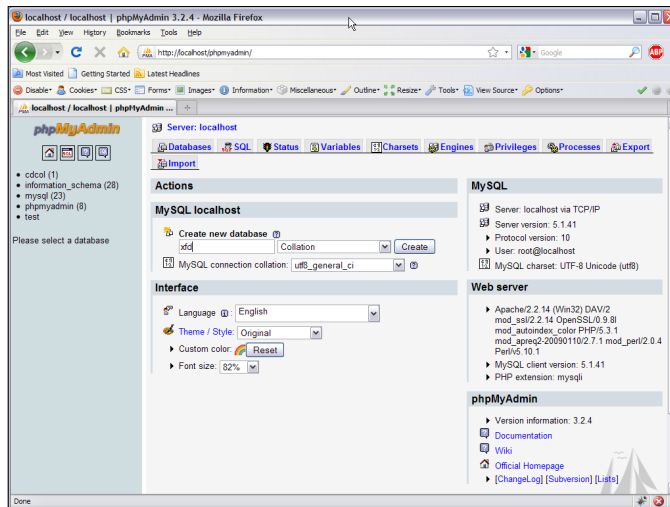 localhost / localhost | phpMyAdmin 3.2.4 - Mozilla Firefox
File Edit View History Bookmarks Tools Help
http://localhost/phpmyadmin/
Google
ABP
Most Visited Getting Started Latest Headlines
Disable Cookies CSS Forms Images Information Miscellaneous Outline Resize Tools View Source Options
localhost / localhost | phpMyAdmin ...
phpMyAdmin
cdcol (1)
information_schema (28)
mysql (23)
phpmyadmin (8)
test
Please select a database
Server: localhost
Databases SQL Status Variables Charsets Engines Privileges Processes Export
Import
Actions
MySQL localhost
Create new database
xfd Collation Create
MySQL connection collation: utf8_general_ci
Interface
Language : English
Theme / Style: Original
Custom color: Reset
Font size: 82%
MySQL
Server: localhost via TCP/IP
Server version: 5.1.41
Protocol version: 10
User: root@localhost
MySQL charset: UTF-8 Unicode (utf8)
Web server
Apache/2.2.14 (Win32) DAV/2
mod_ssl/2.2.14 OpenSSL/0.9.8l
mod_autoindex_color PHP/5.3.1
mod_apreq2-20090110/2.7.1 mod_perl/2.0.4
Perl/v5.10.1
MySQL client version: 5.1.41
PHP extension: mysqli
phpMyAdmin
Version information: 3.2.4
Documentation
Wiki
Official Homepage
[ChangeLog] [Subversion] [Lists]
Done